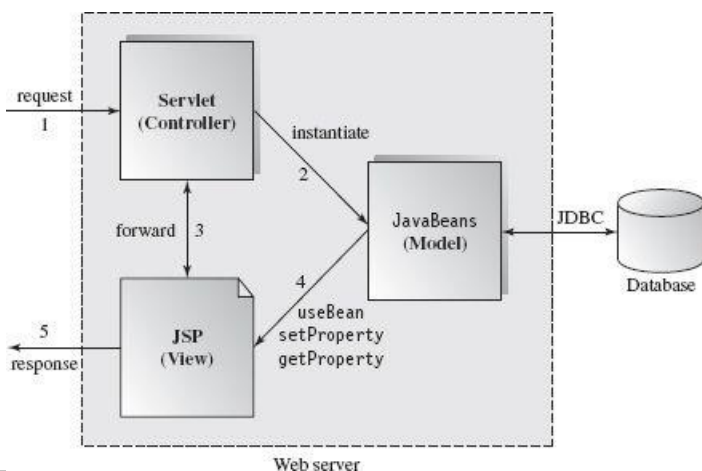 request
1
Servlet
(Controller)
instantiate
2
JavaBeans
(Model)
JDBC
Database
forward
3
4
useBean
setProperty
getProperty
JSP
(View)
5
response
Web server